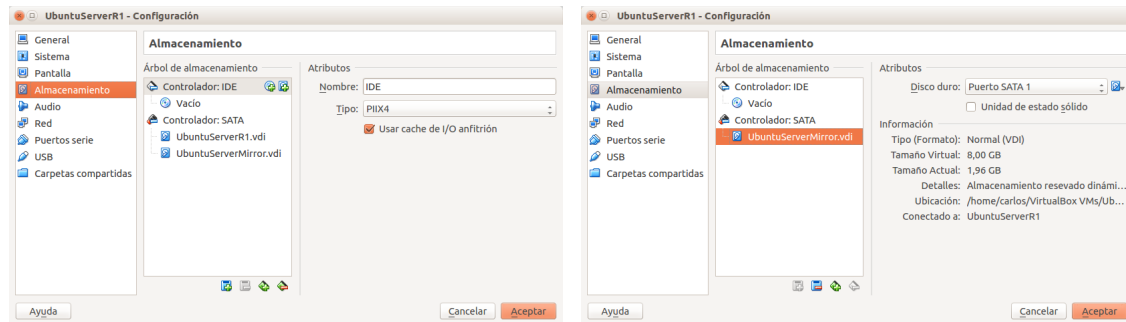 UbuntuServerR1 - Configuración
General
Sistema
Pantalla
Almacenamiento
Audio
Red
Puertos serie
USB
Carpetas compartidas
Almacenamiento
Árbol de almacenamiento
Controlador: IDE
Vacío
Controlador: SATA
UbuntuServerR1.vdi
UbuntuServerMirror.vdi
Atributos
Nombre: IDE
Tipo: PIIX4
Usar cache de I/O anfitrión
Ayuda
Cancelar
Aceptar
UbuntuServerR1 - Configuración
General
Sistema
Pantalla
Almacenamiento
Audio
Red
Puertos serie
USB
Carpetas compartidas
Almacenamiento
Árbol de almacenamiento
Controlador: IDE
Vacío
Controlador: SATA
UbuntuServerMirror.vdi
Atributos
Disco duro: Puerto SATA 1
Unidad de estado sólido
Información
Tipo (Formato): Normal (VDI)
Tamaño Virtual: 8,00 GB
Tamaño Actual: 1,96 GB
Detalles: Almacenamiento resevado dinámi...
Ubicación: /home/carlos/VirtualBox VMs/Ub...
Conectado a: UbuntuServerR1
Ayuda
Cancelar
Aceptar